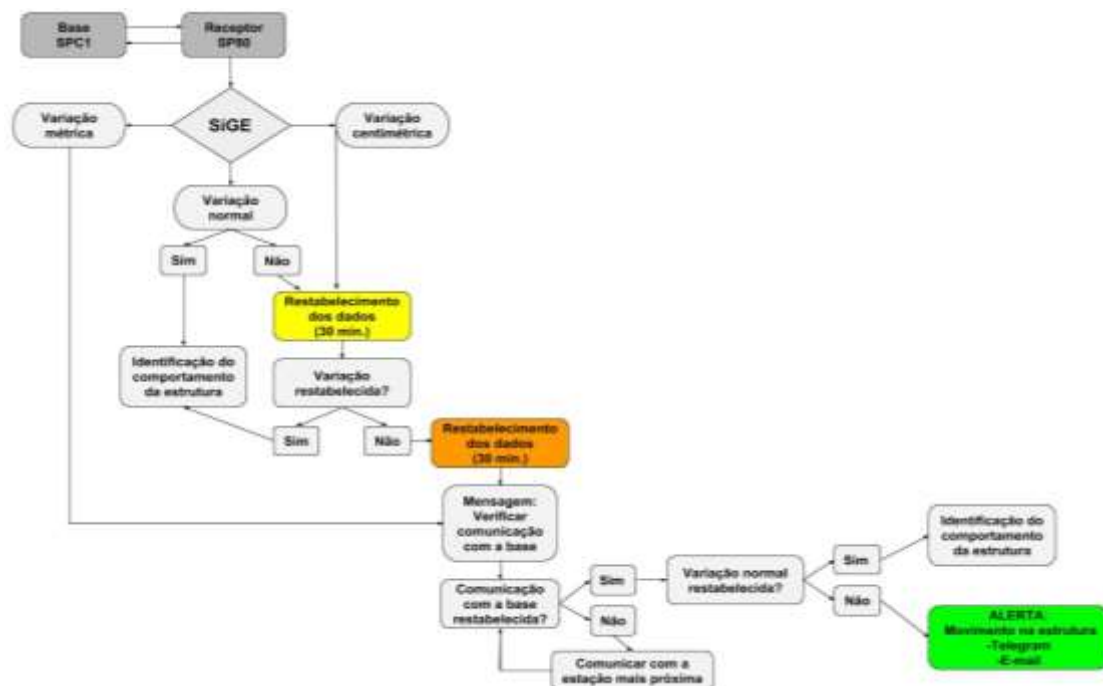 Base
SPC1
Receptor
SP80
Variação
métrica
SiGE
Variação
centimétrica
Variação
normal
Sim
Não
Restabelecimento
dos dados
(30 min.)
Identificação do
comportamento
da estrutura
Variação
restabelecida?
Sim
Não
Restabelecimento
dos dados
(30 min.)
Mensagem:
Verificar
comunicação
com a base
Comunicação
com a base
restabelecida?
Sim
Não
Comunicar com a
estação mais próxima
Variação normal
restabelecida?
Sim
Não
Identificação do
comportamento
da estrutura
ALERTA:
Movimento na estrutura
-Telegram
-E-mail